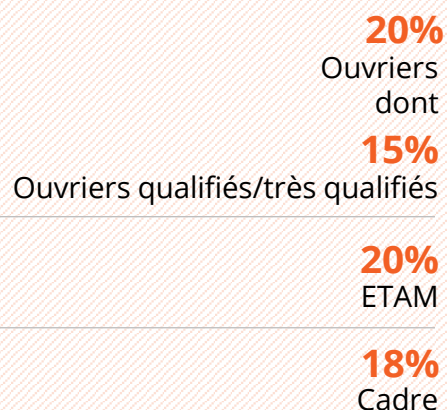 20%
Ouvriers
dont
15%
Ouvriers qualifiés/très qualifiés
20%
ETAM
18%
Cadre